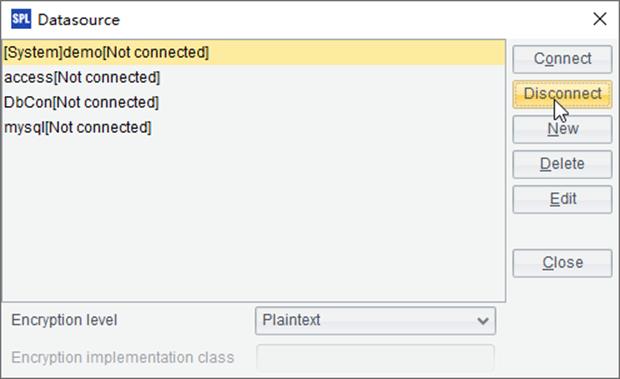 SPL Datasource
[System]demo[Not connected]
access[Not connected]
DbCon[Not connected]
mysql[Not connected]
Connect
Disconnect
New
Delete
Edit
Close
Encryption level Plaintext
Encryption implementation class